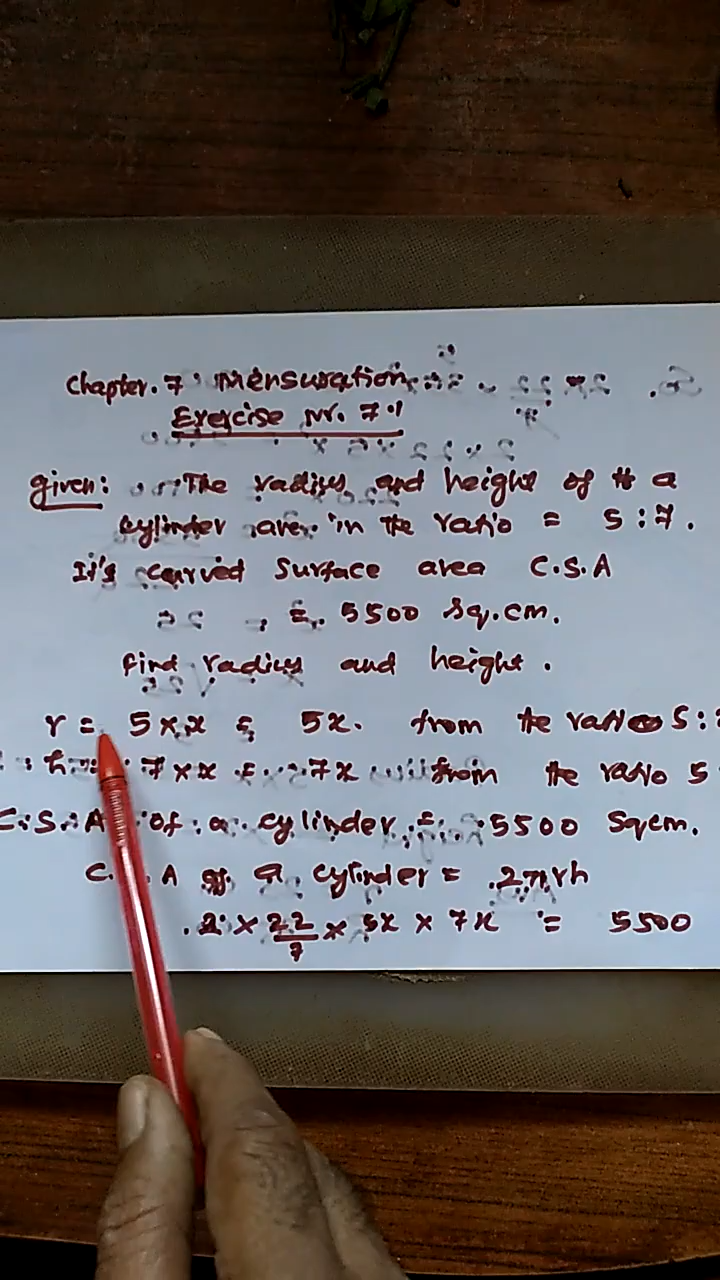 Chapter. 7 Mensuration
Exercise Nr. 7.1
given: The radius and height of a
cylinder are in the ratio = 5:7.
It's curved surface area C.S.A
= 5500 sq.cm.
find radius and height.
r = 5 × x = 5x. from the ratio 5:
h = 7 × x = 7x from the ratio 5
C.S.A of a cylinder = 5500 sqcm.
of a cylinder = 2πrh
2 × 22/7 × 5x × 7x = 5500